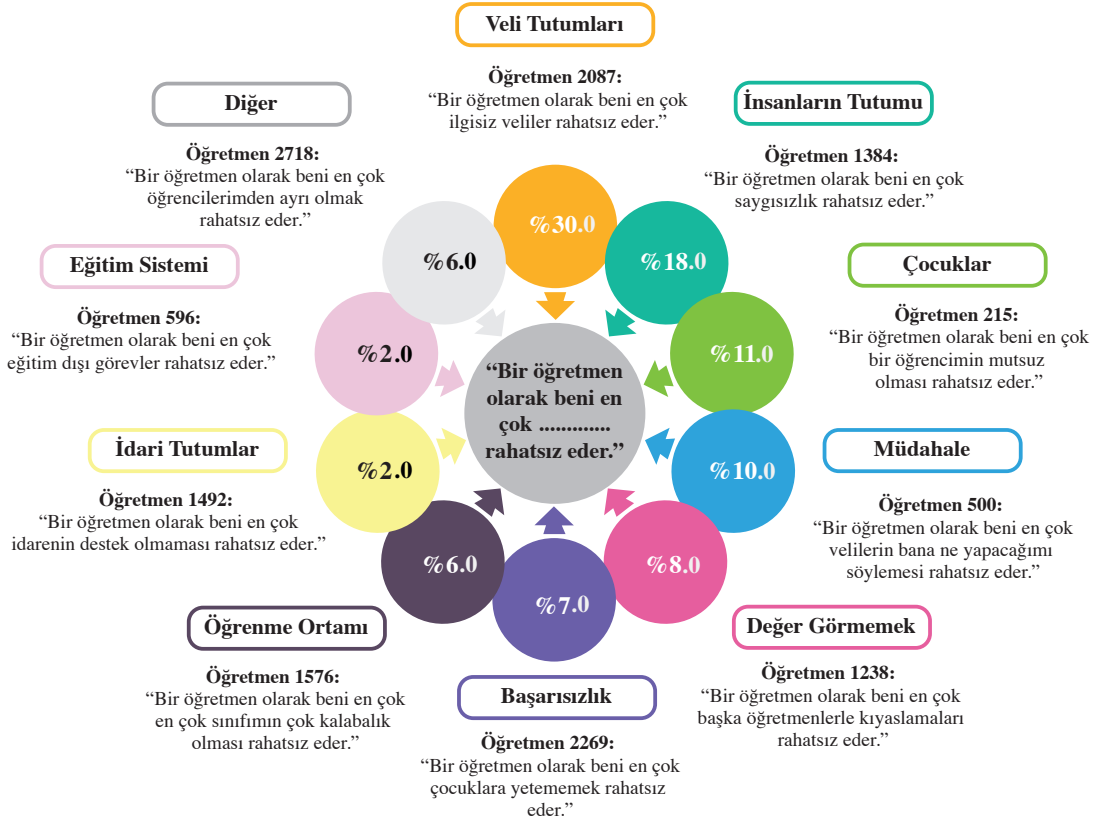 Veli Tutumları
Öğretmen 2087:
“Bir öğretmen olarak beni en çok
ilgisiz veliler rahatsız eder.”
%30.0
İnsanların Tutumu
Öğretmen 1384:
“Bir öğretmen olarak beni en çok
saygısızlık rahatsız eder.”
%18.0
Çocuklar
Öğretmen 215:
“Bir öğretmen olarak beni en çok
bir öğrencimin mutsuz
olması rahatsız eder.”
%11.0
Müdahale
Öğretmen 500:
“Bir öğretmen olarak beni en çok
velilerin bana ne yapacağımı
söylemesi rahatsız eder.”
%10.0
Değer Görmemek
Öğretmen 1238:
“Bir öğretmen olarak beni en çok
başka öğretmenlerle kıyaslamaları
rahatsız eder.”
%8.0
Başarısızlık
Öğretmen 2269:
“Bir öğretmen olarak beni en çok
çocuklara yetememek rahatsız
eder.”
%7.0
Öğrenme Ortamı
Öğretmen 1576:
“Bir öğretmen olarak beni en çok
en çok sınıfımın çok kalabalık
olması rahatsız eder.”
%6.0
İdari Tutumlar
Öğretmen 1492:
“Bir öğretmen olarak beni en çok
idarenin destek olmaması rahatsız eder.”
%2.0
Eğitim Sistemi
Öğretmen 596:
“Bir öğretmen olarak beni en çok
eğitim dışı görevler rahatsız eder.”
%2.0
Diğer
Öğretmen 2718:
“Bir öğretmen olarak beni en çok
öğrencilerimden ayrı olmak
rahatsız eder.”
%6.0
“Bir öğretmen
olarak beni en
çok .............
rahatsız eder.”